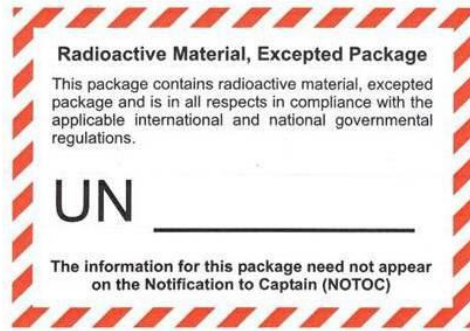 Radioactive Material, Excepted Package
This package contains radioactive material, excepted
package and is in all respects in compliance with the
applicable international and national governmental
regulations.
UN
The information for this package need not appear
on the Notification to Captain (NOTOC)